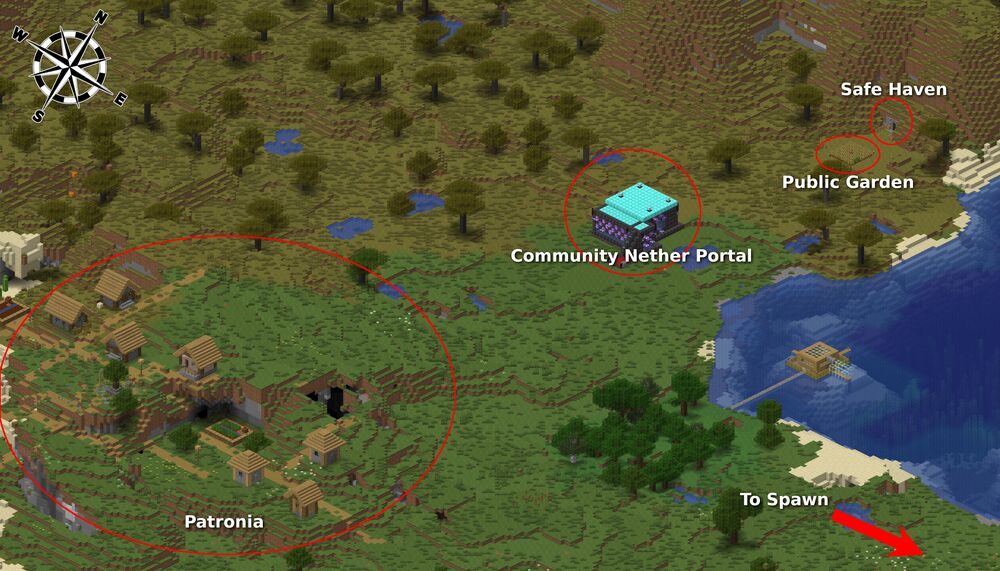 N
W
E
S
Safe Haven
Public Garden
Community Nether Portal
To Spawn
Patronia